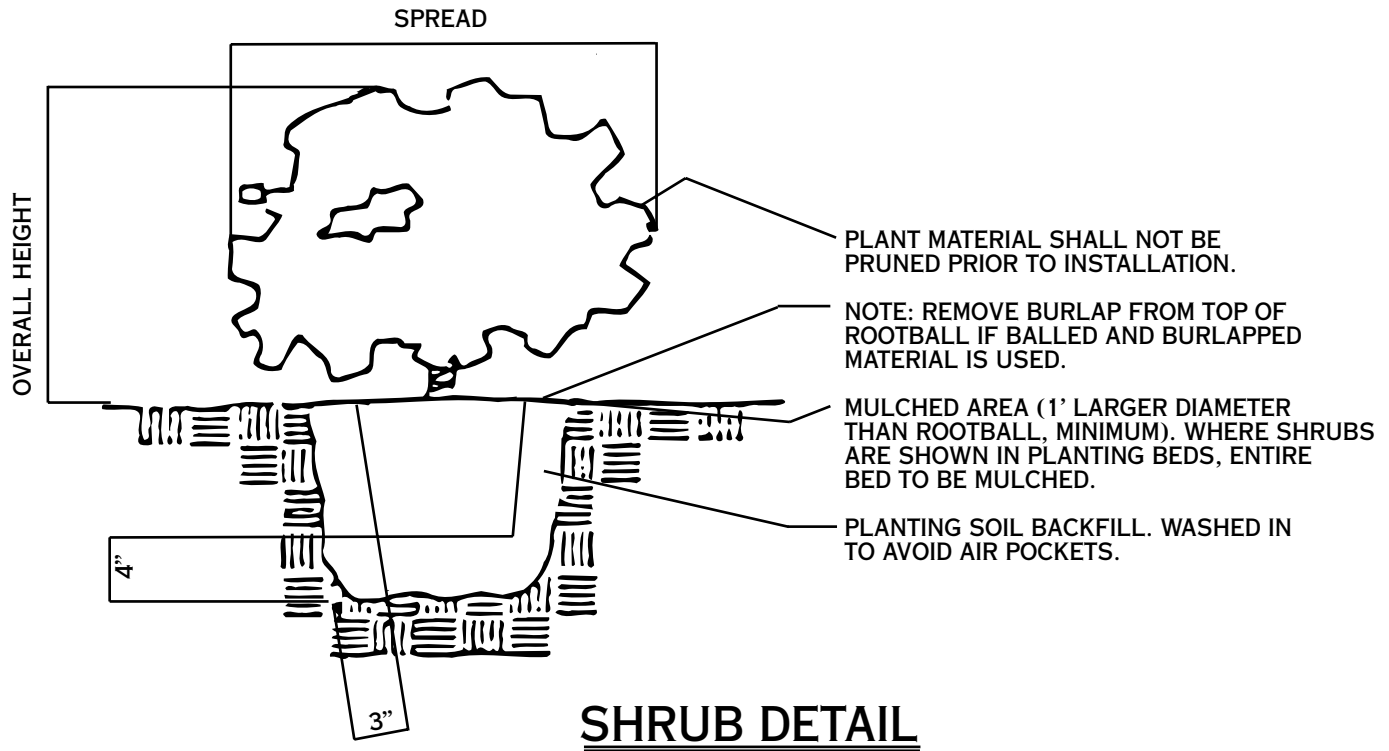 SPREAD
OVERALL HEIGHT
PLANT MATERIAL SHALL NOT BE
PRUNED PRIOR TO INSTALLATION.
NOTE: REMOVE BURLAP FROM TOP OF
ROOTBALL IF BALLED AND BURLAPPED
MATERIAL IS USED.
MULCHED AREA (1’ LARGER DIAMETER
THAN ROOTBALL, MINIMUM). WHERE SHRUBS
ARE SHOWN IN PLANTING BEDS, ENTIRE
BED TO BE MULCHED.
PLANTING SOIL BACKFILL. WASHED IN
TO AVOID AIR POCKETS.
4”
3”
SHRUB DETAIL